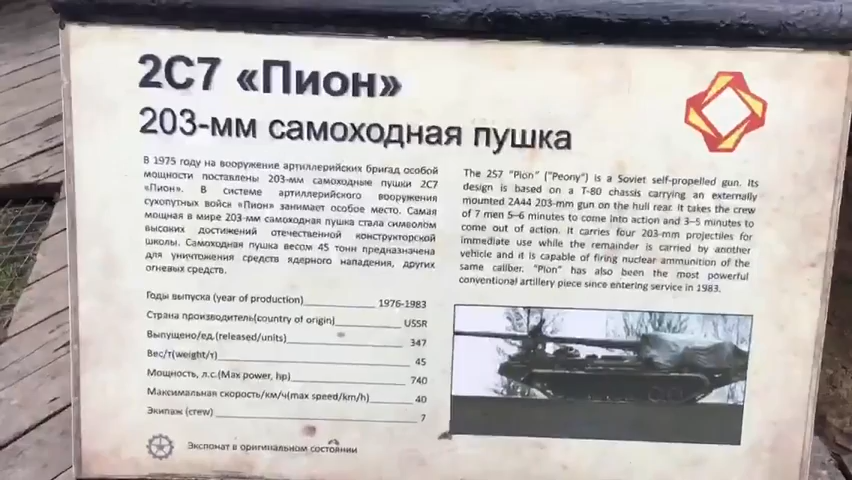 2С7 «Пион»
203-мм самоходная пушка
В 1975 году на вооружение артиллерийских бригад особой
мощности поставлены 203-мм самоходные пушки 2С7
«Пион». В системе артиллерийского вооружения
сухопутных войск «Пион» занимает особое место. Самая
мощная в мире 203-мм самоходная пушка стала символом
высоких достижений отечественной конструкторской
школы. Самоходная пушка весом 45 тонн предназначена
для уничтожения средств ядерного нападения, других
огневых средств.
The 2S7 "Pion" ("Peony") is a Soviet self-propelled gun. Its
design is based on a T-80 chassis carrying an externally
mounted 2A44 203-mm gun on the hull rear. It takes the crew
of 7 men 5–6 minutes to come into action and 3–5 minutes to
come out of action. It carries four 203-mm projectiles for
immediate use while the remainder is carried by another
vehicle and it is capable of firing nuclear ammunition of the
same caliber. "Pion" has also been the most powerful
conventional artillery piece since entering service in 1983.
Годы выпуска (year of production) 1976-1983
Страна производитель(country of origin) USSR
Выпущено/ед.(released/units) 347
Вес/т(weight/т) 45
Мощность, л.с.(Max power, hp) 740
Максимальная скорость/км/ч(max speed/km/h) 40
Экипаж (crew) 7
Экспонат в оригинальном состоянии